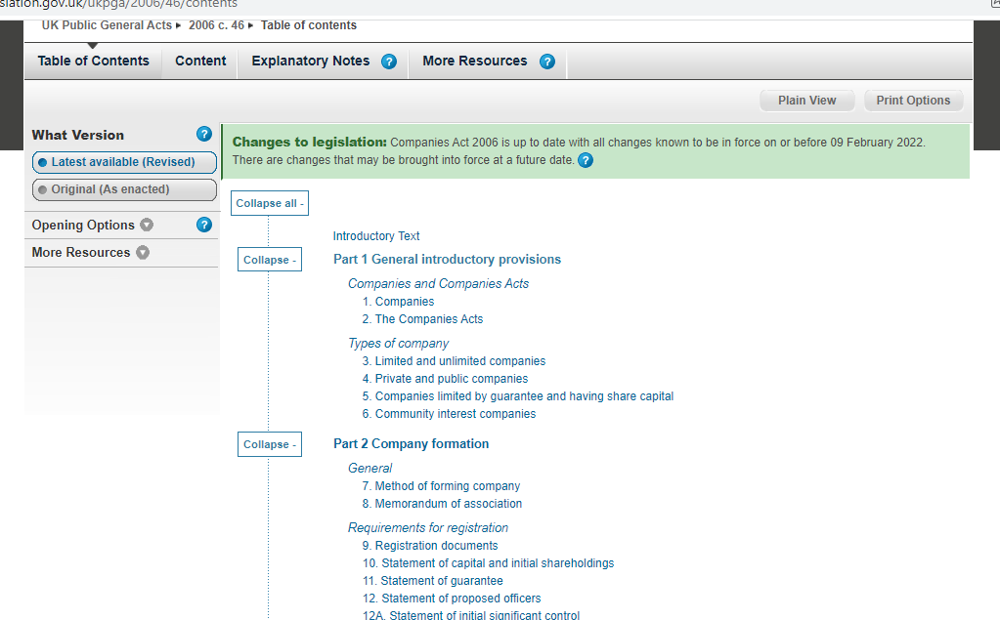 slation.gov.uk/ukpga/2006/46/contents
UK Public General Acts ▸ 2006 c. 46 ▸ Table of contents
Table of Contents Content Explanatory Notes ? More Resources ?
Plain View Print Options
What Version ?
Latest available (Revised)
Original (As enacted)
Opening Options ?
More Resources
Changes to legislation: Companies Act 2006 is up to date with all changes known to be in force on or before 09 February 2022.
There are changes that may be brought into force at a future date. ?
Collapse all -
Introductory Text
Collapse - Part 1 General introductory provisions
Companies and Companies Acts
1. Companies
2. The Companies Acts
Types of company
3. Limited and unlimited companies
4. Private and public companies
5. Companies limited by guarantee and having share capital
6. Community interest companies
Collapse - Part 2 Company formation
General
7. Method of forming company
8. Memorandum of association
Requirements for registration
9. Registration documents
10. Statement of capital and initial shareholdings
11. Statement of guarantee
12. Statement of proposed officers
12A. Statement of initial significant control